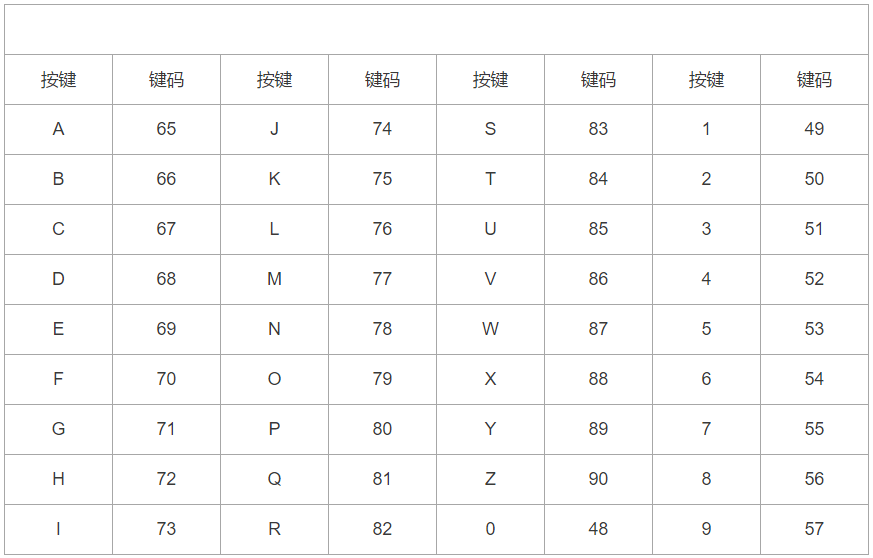 按键 键码 按键 键码 按键 键码 按键 键码
A 65 J 74 S 83 1 49
B 66 K 75 T 84 2 50
C 67 L 76 U 85 3 51
D 68 M 77 V 86 4 52
E 69 N 78 W 87 5 53
F 70 O 79 X 88 6 54
G 71 P 80 Y 89 7 55
H 72 Q 81 Z 90 8 56
I 73 R 82 0 48 9 57